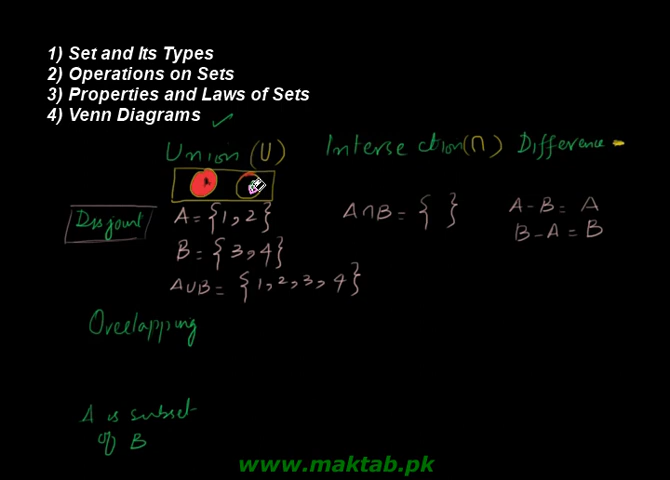 1) Set and Its Types
2) Operations on Sets
3) Properties and Laws of Sets
4) Venn Diagrams
Union (U) Intersection (∩) Difference -
Disjoint
A = {1, 2} A∩B = { } A - B = A
B = {3, 4} B - A = B
A∪B = {1, 2, 3, 4}
Overlapping
A is subset
of B
www.maktab.pk